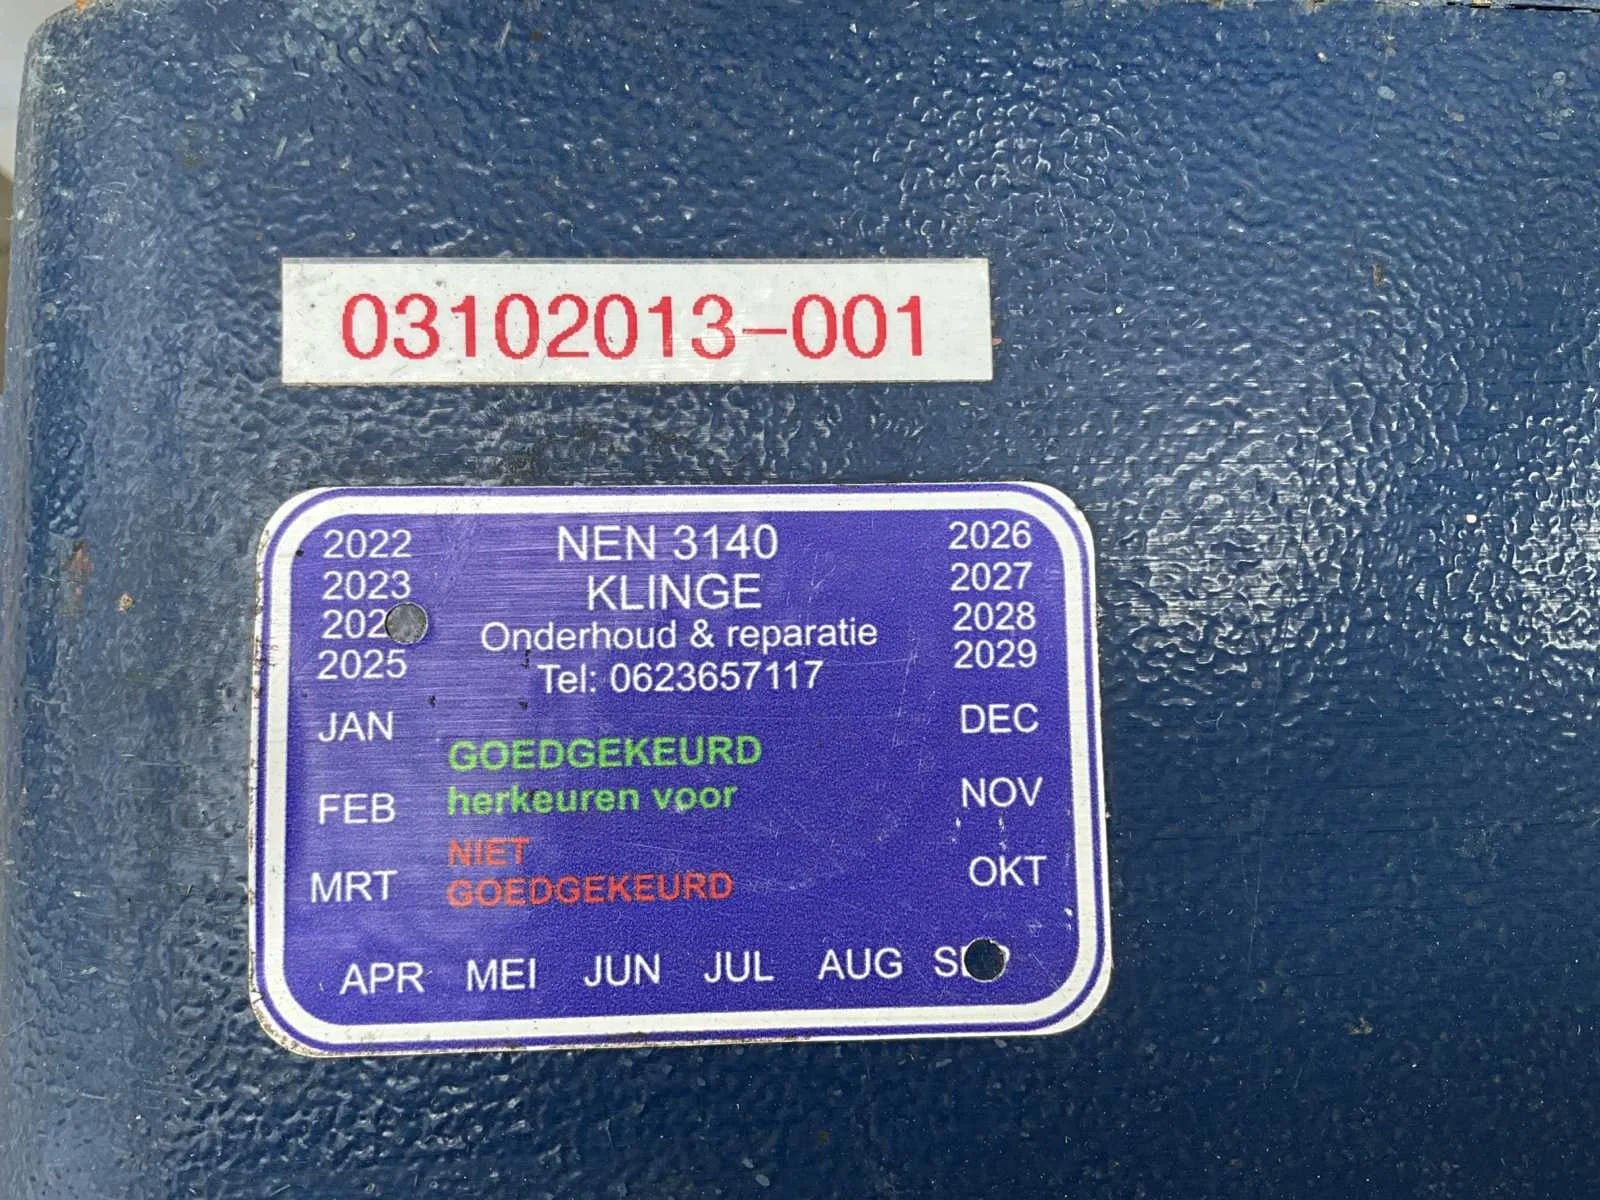 03102013-001
2022
2023
202
2025
NEN 3140
KLINGE
Onderhoud & reparatie
Tel: 0623657117
2026
2027
2028
2029
JAN
FEB
MRT
GOEDGEKEURD
herkeuren voor
NIET
GOEDGEKEURD
DEC
NOV
OKT
APR MEI JUN JUL AUG